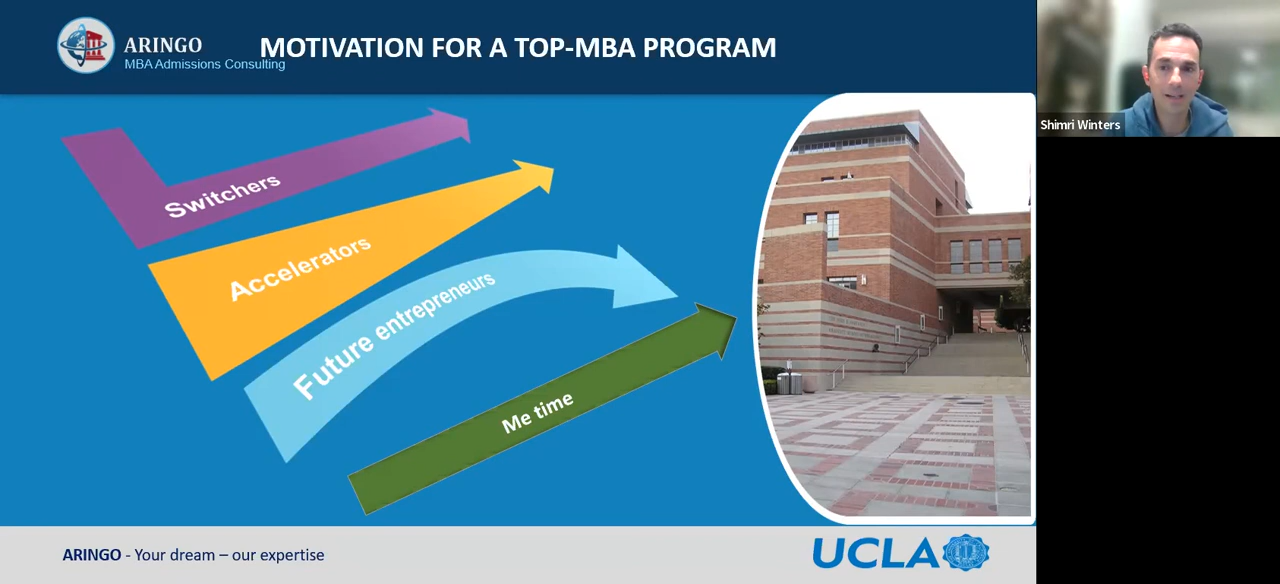 ARINGO
MBA Admissions Consulting
MOTIVATION FOR A TOP-MBA PROGRAM
Shimri Winters
Switchers
Accelerators
Future entrepreneurs
Me time
ARINGO - Your dream – our expertise
UCLA